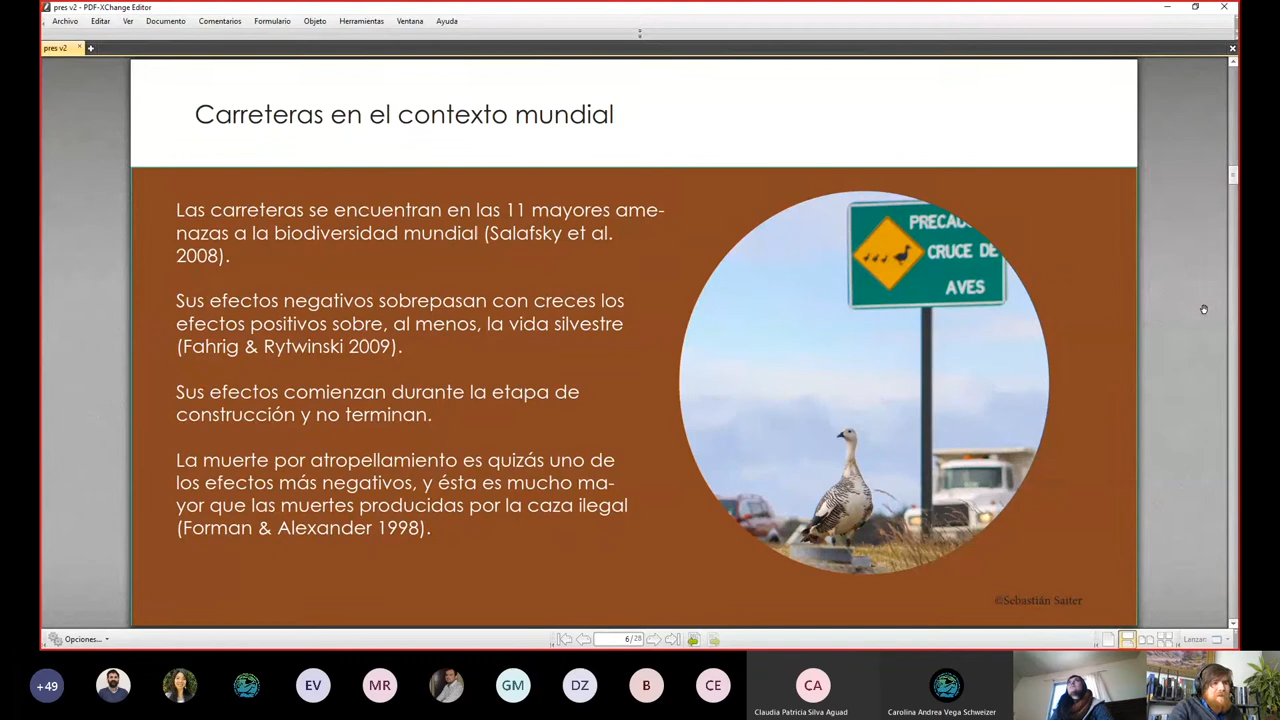 pres v2 - PDF-XChange Editor
Archivo Editar Ver Documento Comentarios Formulario Objeto Herramientas Ventana Ayuda
pres v2
Carreteras en el contexto mundial
Las carreteras se encuentran en las 11 mayores ame-
nazas a la biodiversidad mundial (Salafsky et al.
2008).
Sus efectos negativos sobrepasan con creces los
efectos positivos sobre, al menos, la vida silvestre
(Fahrig & Rytwinski 2009).
Sus efectos comienzan durante la etapa de
construcción y no terminan.
La muerte por atropellamiento es quizás uno de
los efectos más negativos, y ésta es mucho ma-
yor que las muertes producidas por la caza ilegal
(Forman & Alexander 1998).
PRECAU
CRUCE DE
AVES
©Sebastián Saiter
Opciones...
6/28
Lanzar
+49
EV
MR
GM
DZ
B
CE
CA
Claudia Patricia Silva Aguad
Carolina Andrea Vega Schweizer